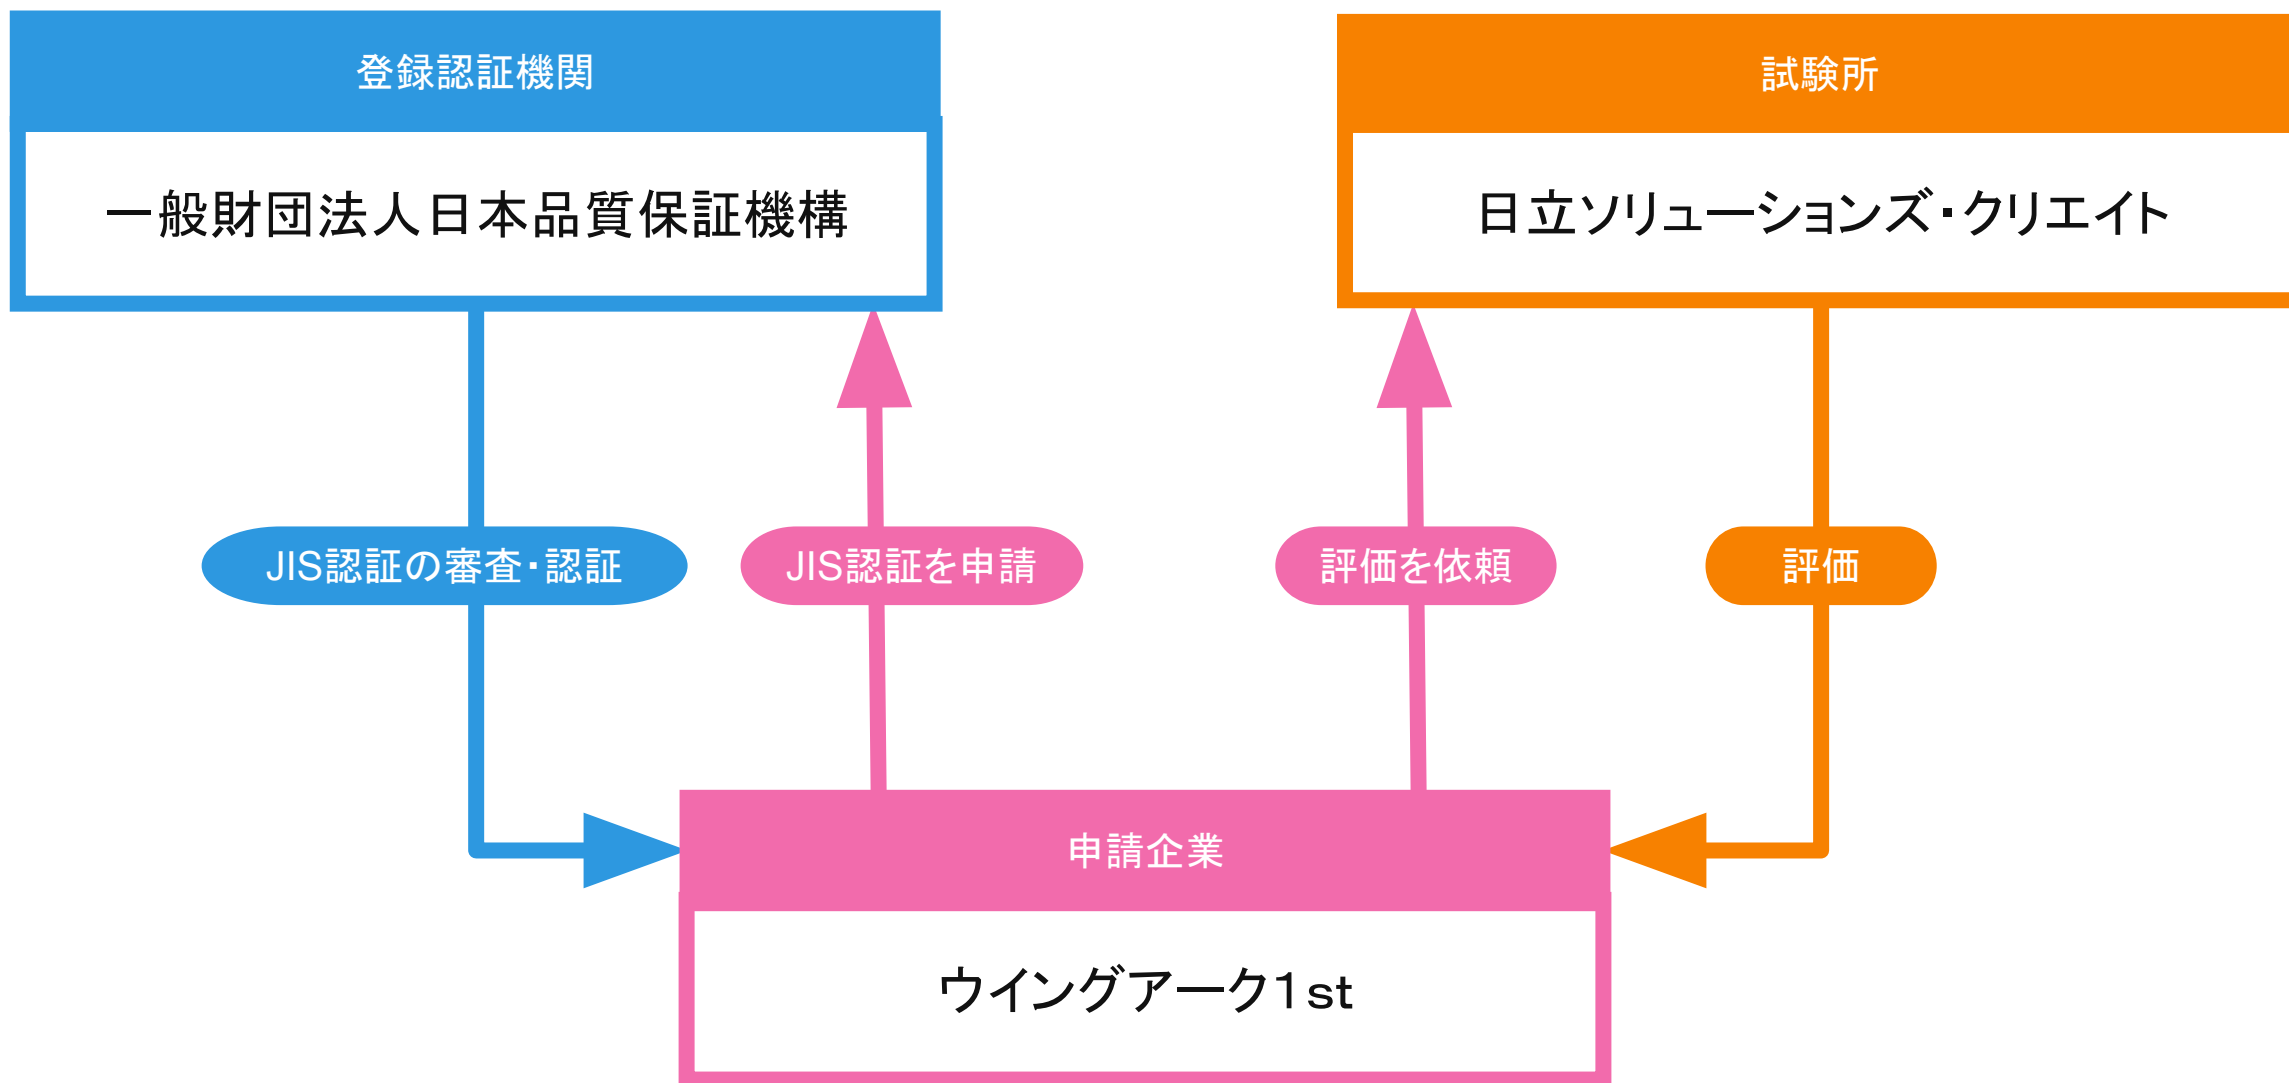 登録認証機関
試験所
一般財団法人日本品質保証機構
日立ソリューションズ・クリエイト
JIS認証の審査・認証
JIS認証を申請
評価を依頼
評価
申請企業
ウイングアーク1st